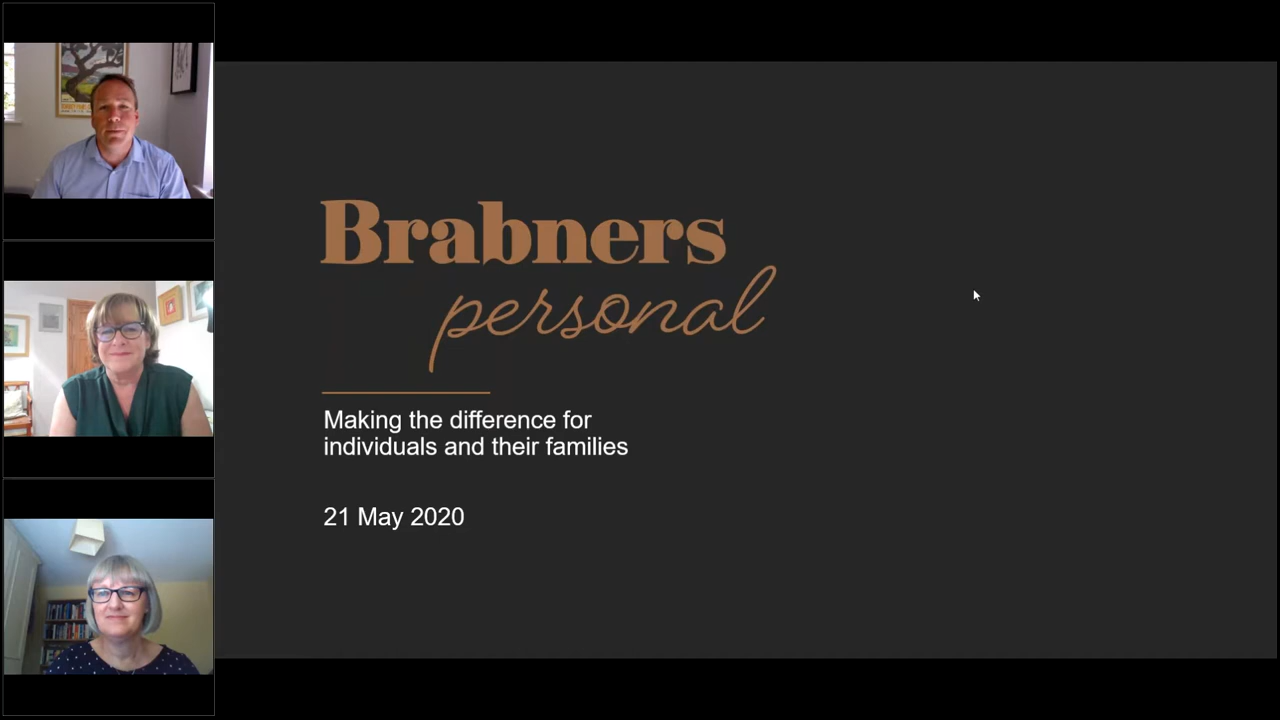 Brabners
personal
Making the difference for
individuals and their families
21 May 2020